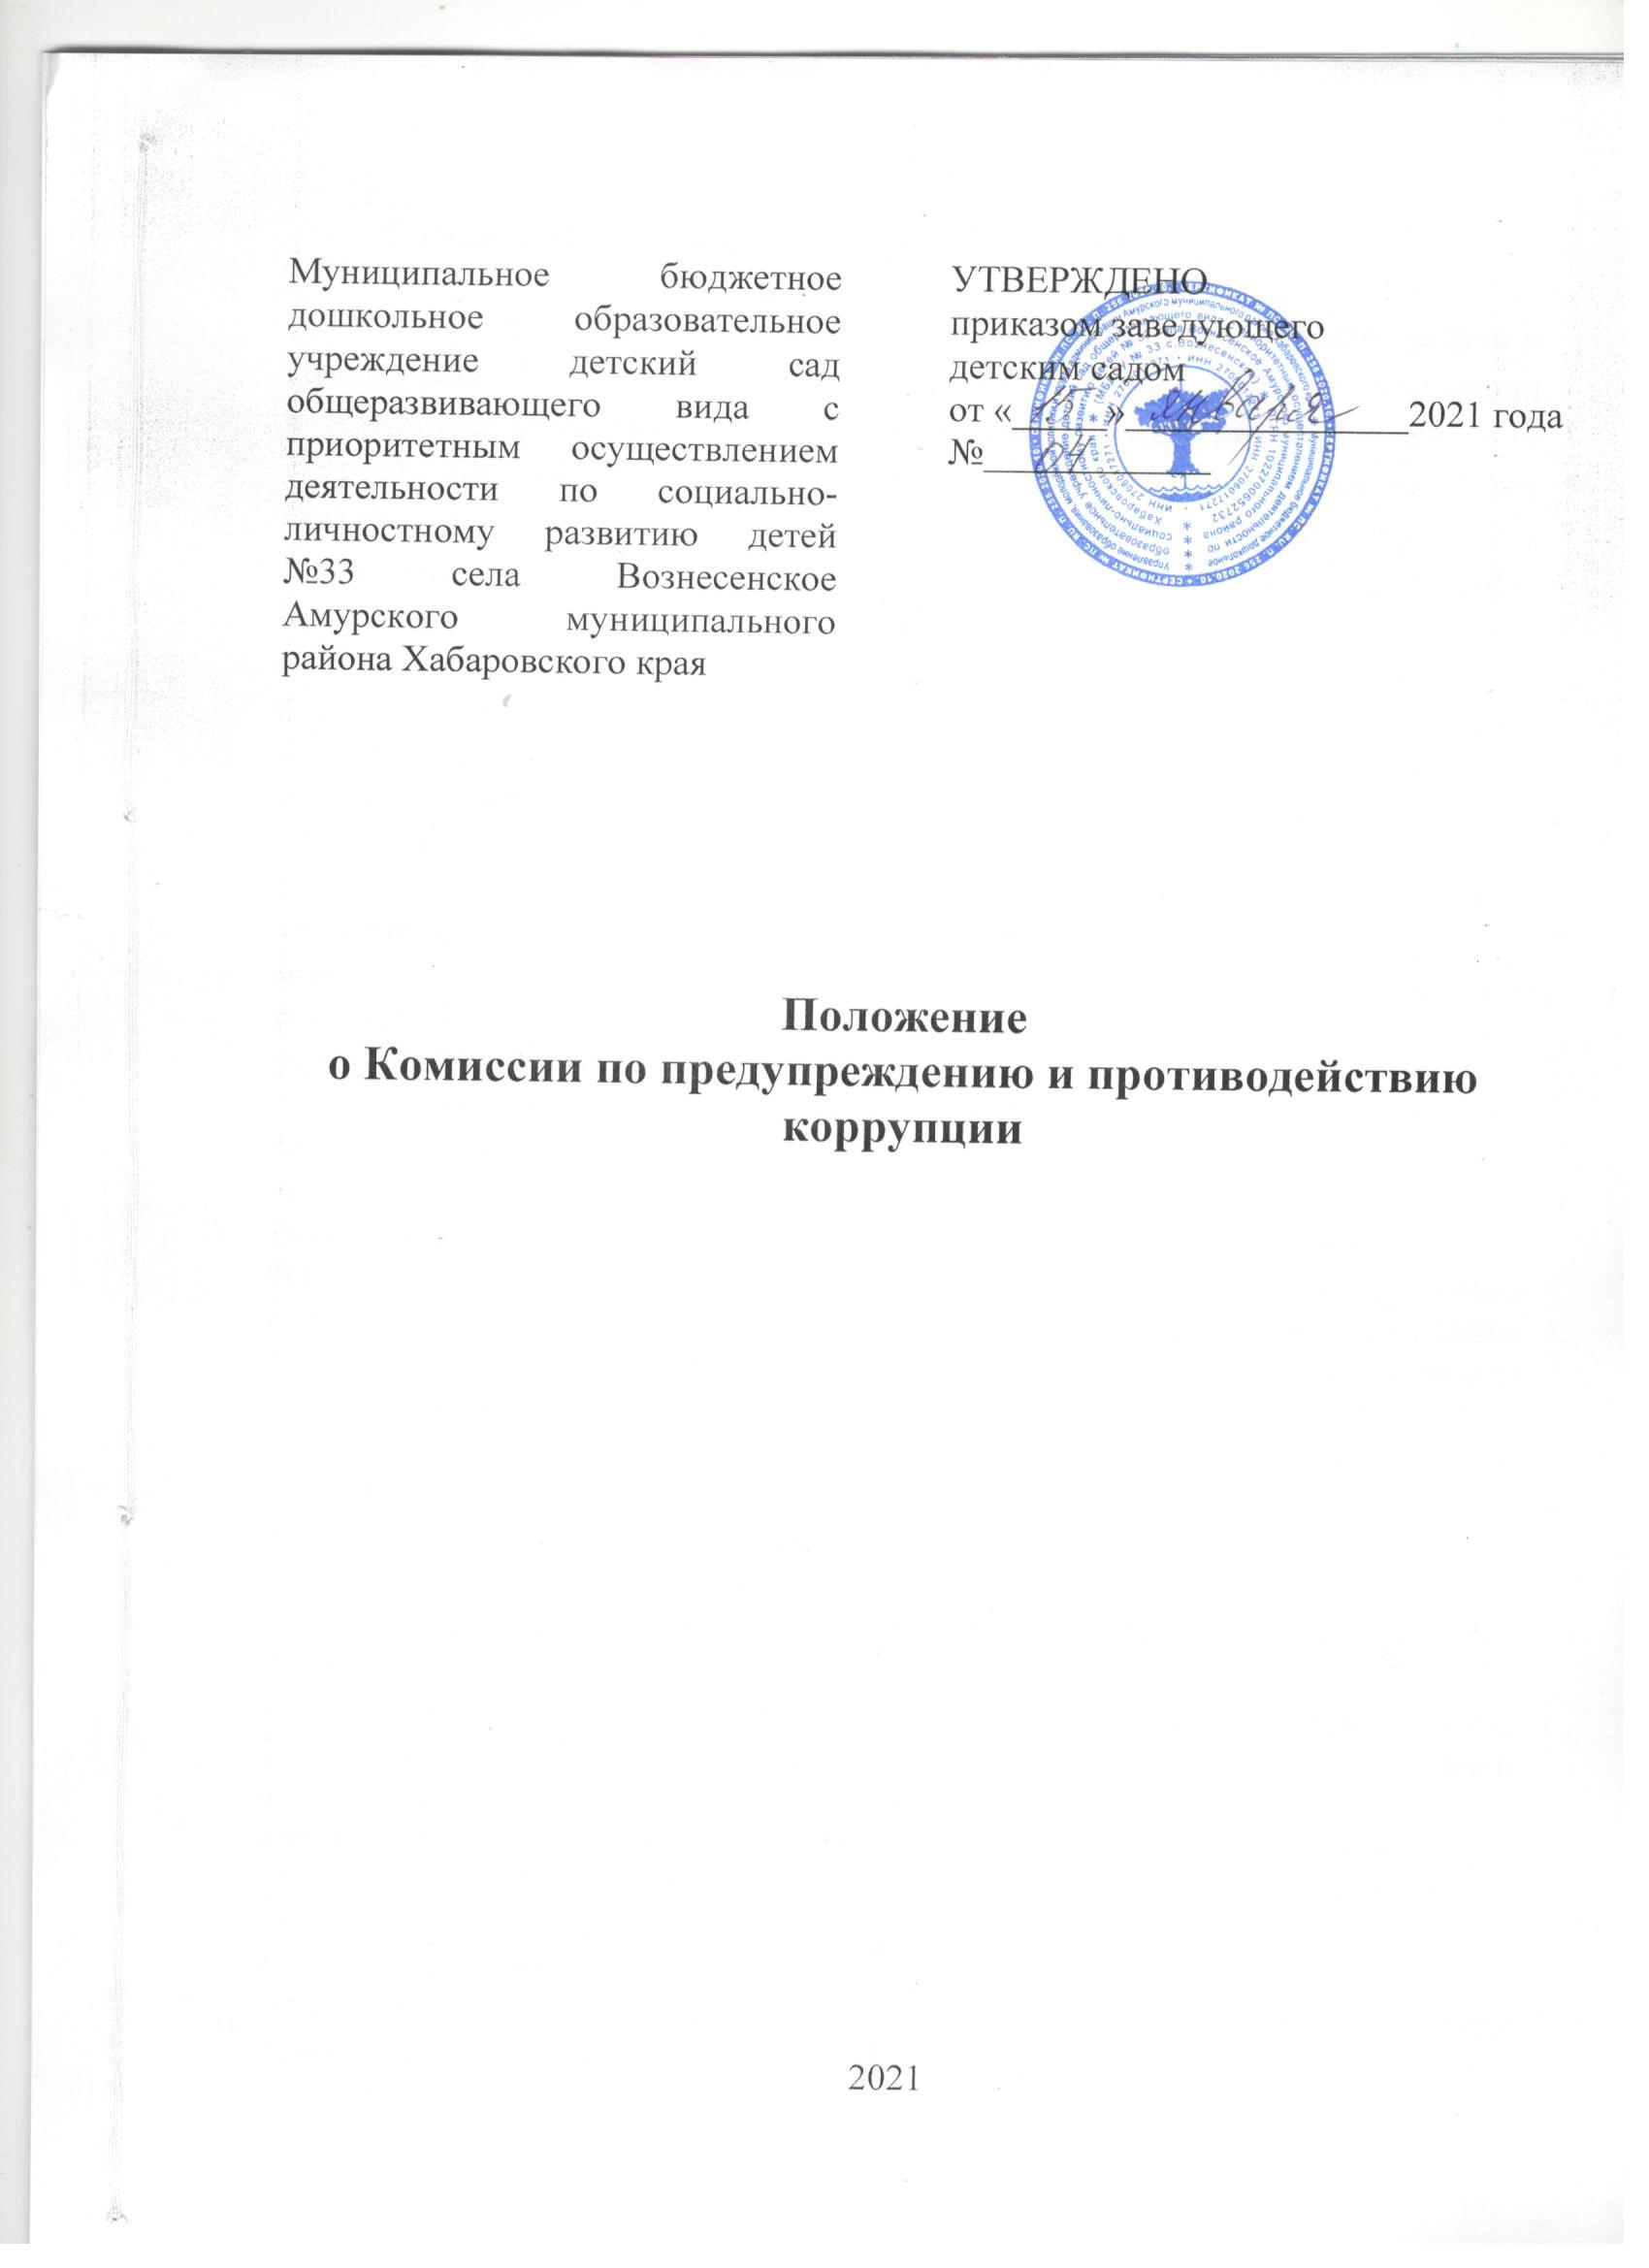 Муниципальное бюджетное
дошкольное образовательное
учреждение детский сад
общеразвивающего вида с
приоритетным осуществлением
деятельности по социально-
личностному развитию детей
№33 села Вознесенское
Амурского муниципального
района Хабаровского края
УТВЕРЖДЕНО
приказом заведующего
детским садом
от «15» января 2021 года
№
Положение
о Комиссии по предупреждению и противодействию
коррупции
2021